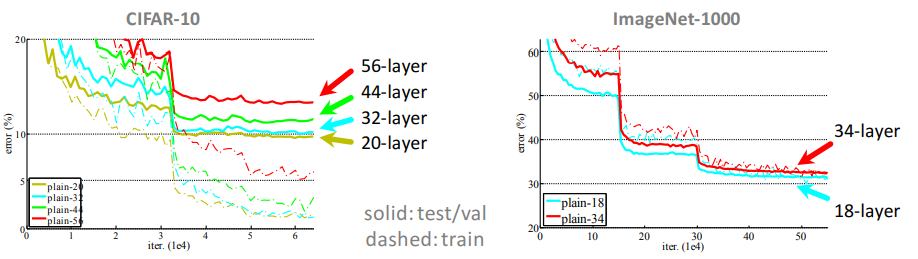 CIFAR-10
20
10
5
0
error (%)
0
1
2
3
4
5
6
iter. (1e4)
plain-20
plain-32
plain-44
plain-56
56-layer
44-layer
32-layer
20-layer
solid: test/val
dashed: train
ImageNet-1000
60
50
40
30
20
error (%)
0
10
20
30
40
50
iter. (1e4)
plain-18
plain-34
34-layer
18-layer